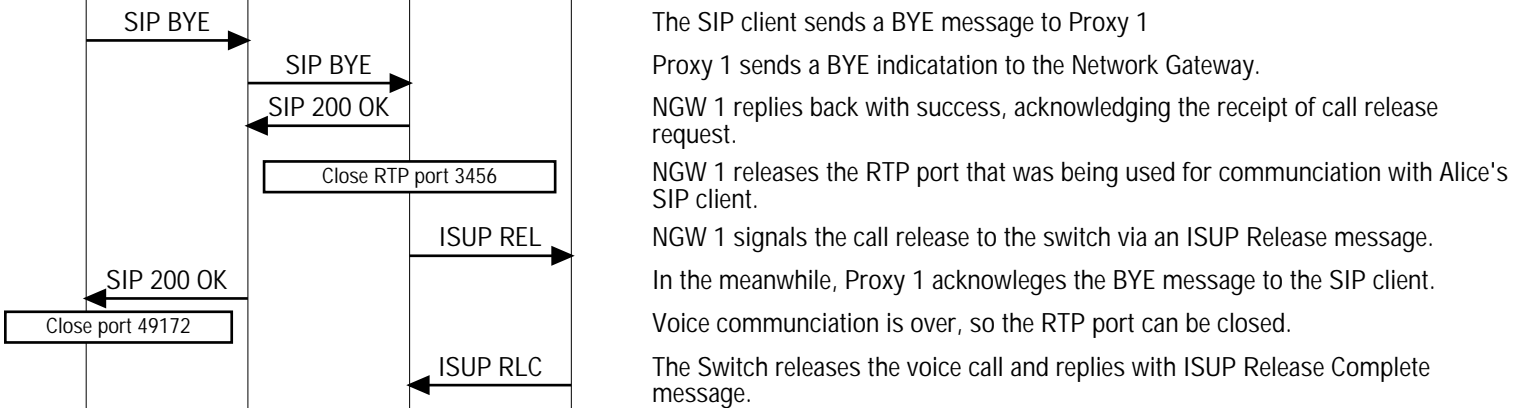 SIP BYE
The SIP client sends a BYE message to Proxy 1
SIP BYE
Proxy 1 sends a BYE indicatation to the Network Gateway.
SIP 200 OK
NGW 1 replies back with success, acknowledging the receipt of call release
request.
Close RTP port 3456
NGW 1 releases the RTP port that was being used for communciation with Alice's
SIP client.
ISUP REL
NGW 1 signals the call release to the switch via an ISUP Release message.
SIP 200 OK
In the meanwhile, Proxy 1 acknowleges the BYE message to the SIP client.
Close port 49172
Voice communciation is over, so the RTP port can be closed.
ISUP RLC
The Switch releases the voice call and replies with ISUP Release Complete
message.